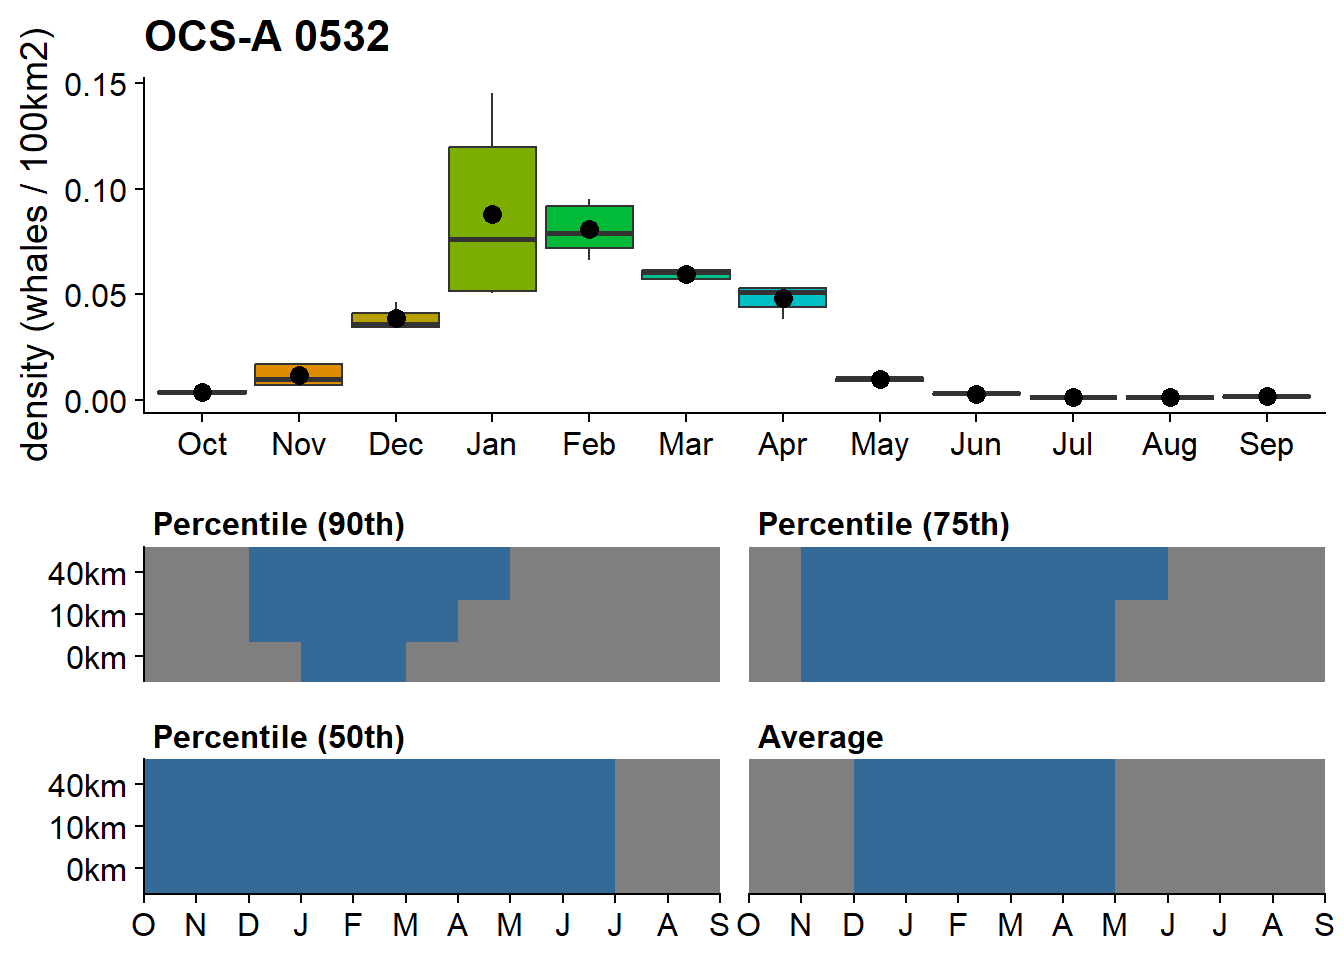 OCS-A 0532
density (whales / 100km2)
0.15
0.10
0.05
0.00
Oct Nov Dec Jan Feb Mar Apr May Jun Jul Aug Sep
Percentile (90th) Percentile (75th)
40km
10km
0km
Percentile (50th) Average
40km
10km
0km
O N D J F M A M J J A S O N D J F M A M J J A S